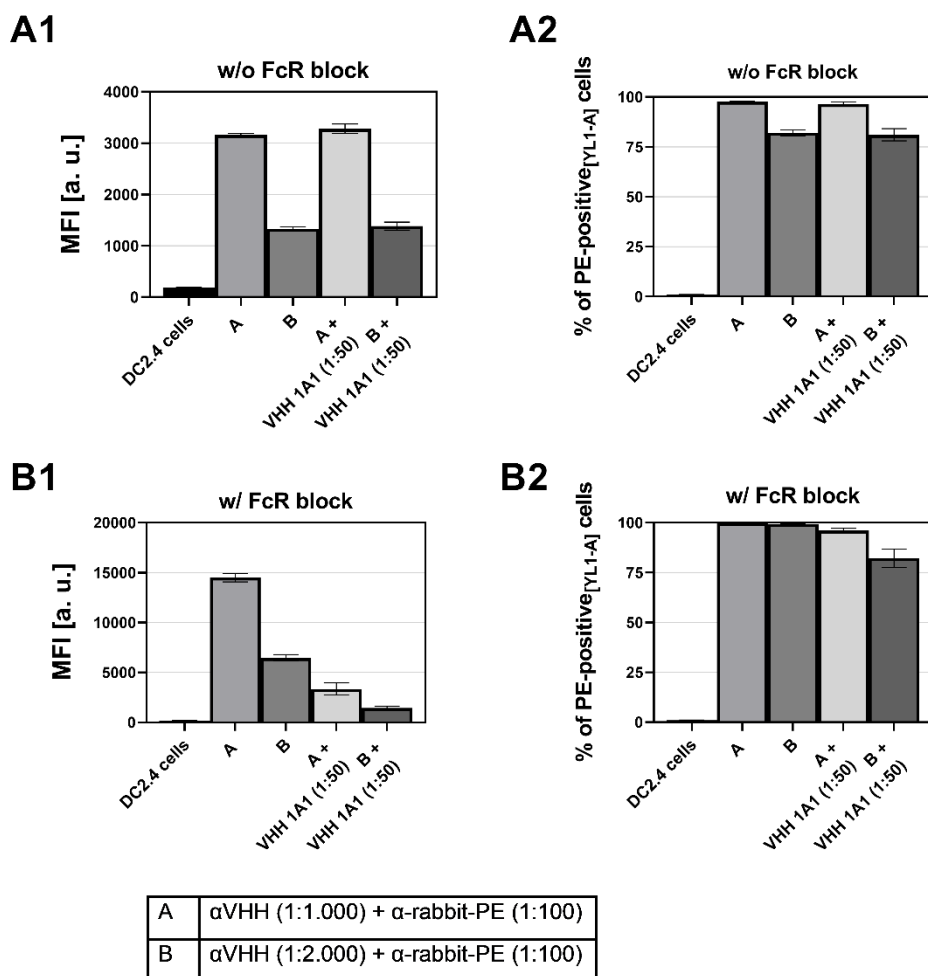 A1
w/o FcR block
MFI [a. u.]
4000
3000
2000
1000
0
DC2.4 cells
A
B
A +
VHH 1A1 (1:50)
B +
VHH 1A1 (1:50)
A2
w/o FcR block
% of PE-positive[YL1-A] cells
100
75
50
25
0
DC2.4 cells
A
B
A +
VHH 1A1 (1:50)
B +
VHH 1A1 (1:50)
B1
w/ FcR block
MFI [a. u.]
20000
15000
10000
5000
0
DC2.4 cells
A
B
A +
VHH 1A1 (1:50)
B +
VHH 1A1 (1:50)
B2
w/ FcR block
% of PE-positive[YL1-A] cells
100
75
50
25
0
DC2.4 cells
A
B
A +
VHH 1A1 (1:50)
B +
VHH 1A1 (1:50)
A αVHH (1:1.000) + α-rabbit-PE (1:100)
B αVHH (1:2.000) + α-rabbit-PE (1:100)